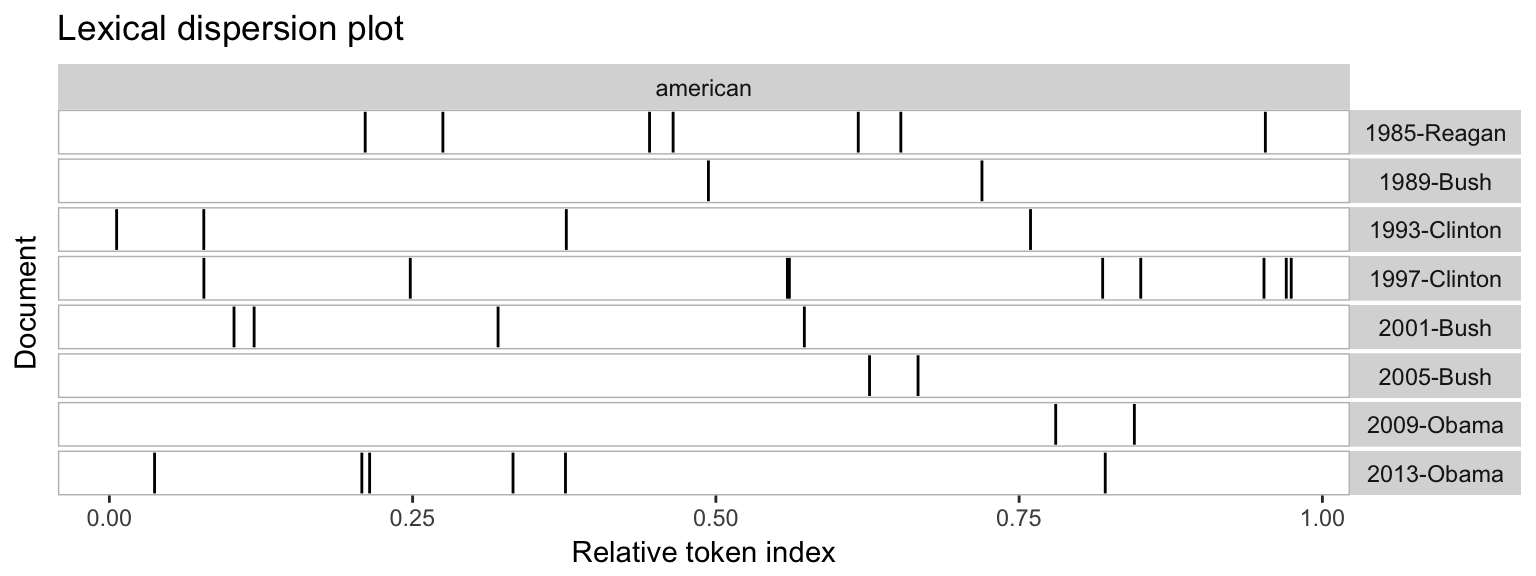 Lexical dispersion plot
american
1985-Reagan
1989-Bush
1993-Clinton
1997-Clinton
2001-Bush
2005-Bush
2009-Obama
2013-Obama
Document
0.00 0.25 0.50 0.75 1.00
Relative token index